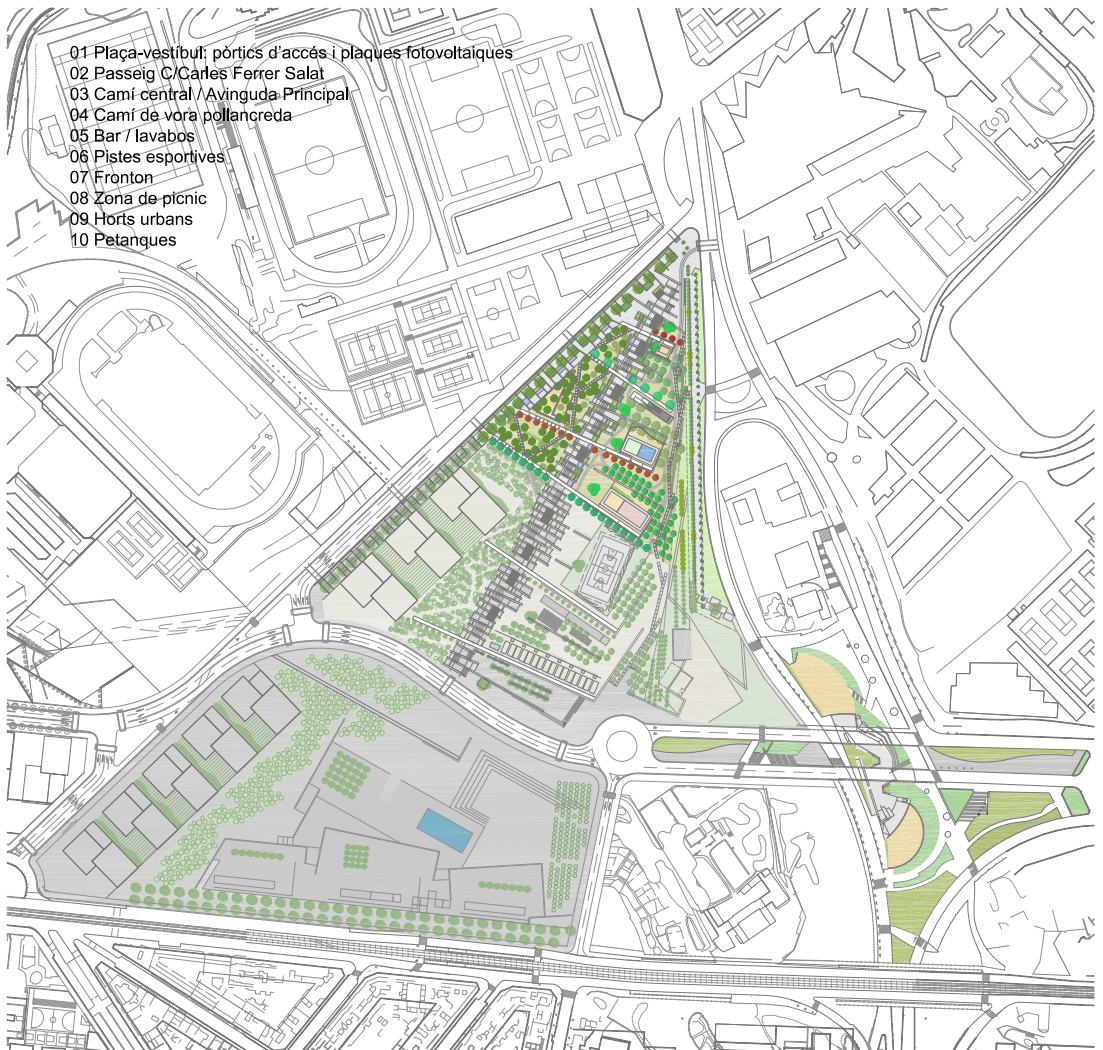 01 Plaça-vestíbul: pòrtics d'accés i plaques fotovoltaiques
02 Passeig C/Carles Ferrer Salat
03 Camí central / Avinguda Principal
04 Camí de vora pollancreda
05 Bar / lavabos
06 Pistes esportives
07 Fronton
08 Zona de picnic
09 Horts urbans
10 Petanques